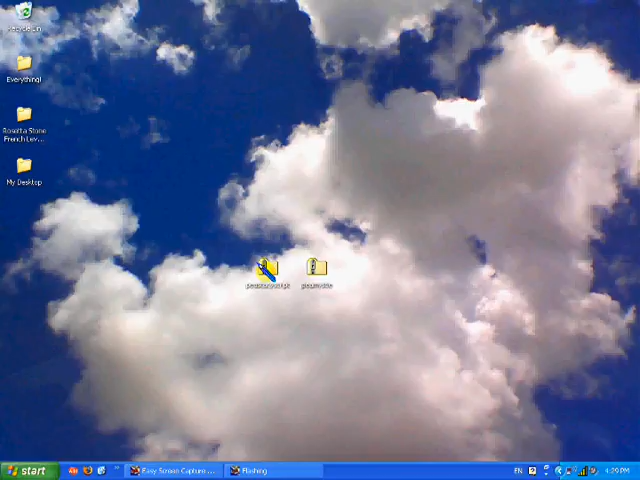 Recycle Bin
Everything!
Rosetta Stone
French Lev...
My Desktop
start
Easy Screen Capture ...
Flashing
EN
4:29 PM